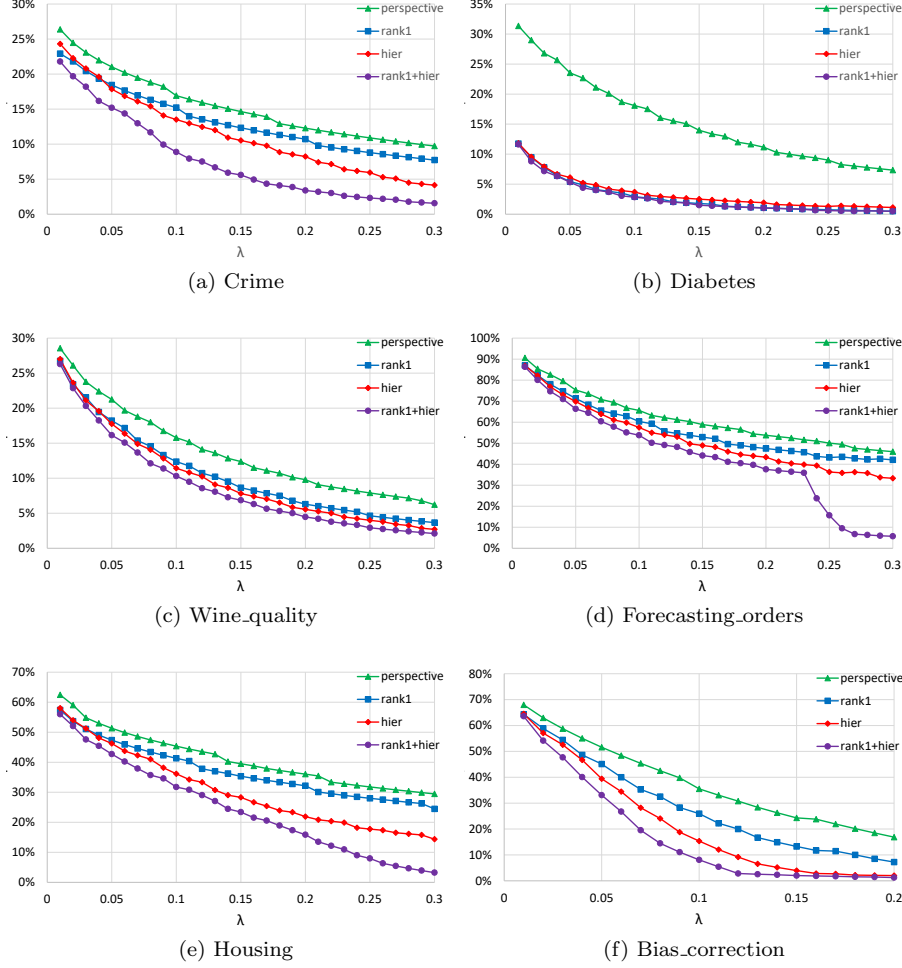 30%
25%
20%
15%
10%
5%
0%
0 0.05 0.1 0.15 0.2 0.25 0.3
λ
perspective
rank1
hier
rank1+hier
(a) Crime
35%
30%
25%
20%
15%
10%
5%
0%
0 0.05 0.1 0.15 0.2 0.25 0.3
λ
perspective
rank1
hier
rank1+hier
(b) Diabetes
30%
25%
20%
15%
10%
5%
0%
0 0.05 0.1 0.15 0.2 0.25 0.3
λ
perspective
rank1
hier
rank1+hier
(c) Wine_quality
100%
90%
80%
70%
60%
50%
40%
30%
20%
10%
0%
0 0.05 0.1 0.15 0.2 0.25 0.3
λ
perspective
rank1
hier
rank1+hier
(d) Forecasting_orders
70%
60%
50%
40%
30%
20%
10%
0%
0 0.05 0.1 0.15 0.2 0.25 0.3
λ
perspective
rank1
hier
rank1+hier
(e) Housing
80%
70%
60%
50%
40%
30%
20%
10%
0%
0 0.05 0.1 0.15 0.2
λ
perspective
rank1
hier
rank1+hier
(f) Bias_correction